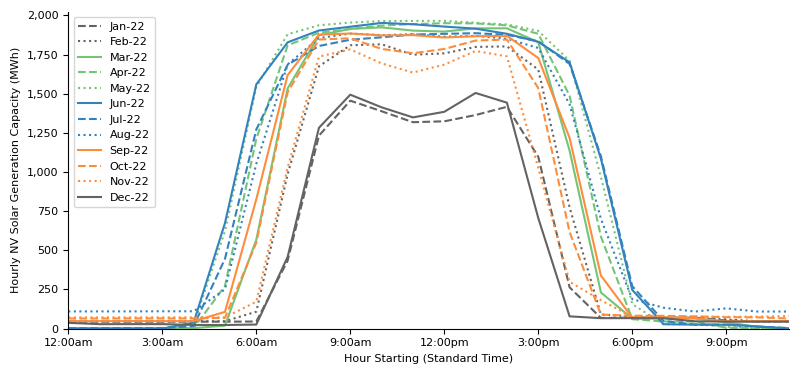 Hourly NV Solar Generation Capacity (MWh)
2,000
1,750
1,500
1,250
1,000
750
500
250
0
Jan-22
Feb-22
Mar-22
Apr-22
May-22
Jun-22
Jul-22
Aug-22
Sep-22
Oct-22
Nov-22
Dec-22
12:00am 3:00am 6:00am 9:00am 12:00pm 3:00pm 6:00pm 9:00pm
Hour Starting (Standard Time)